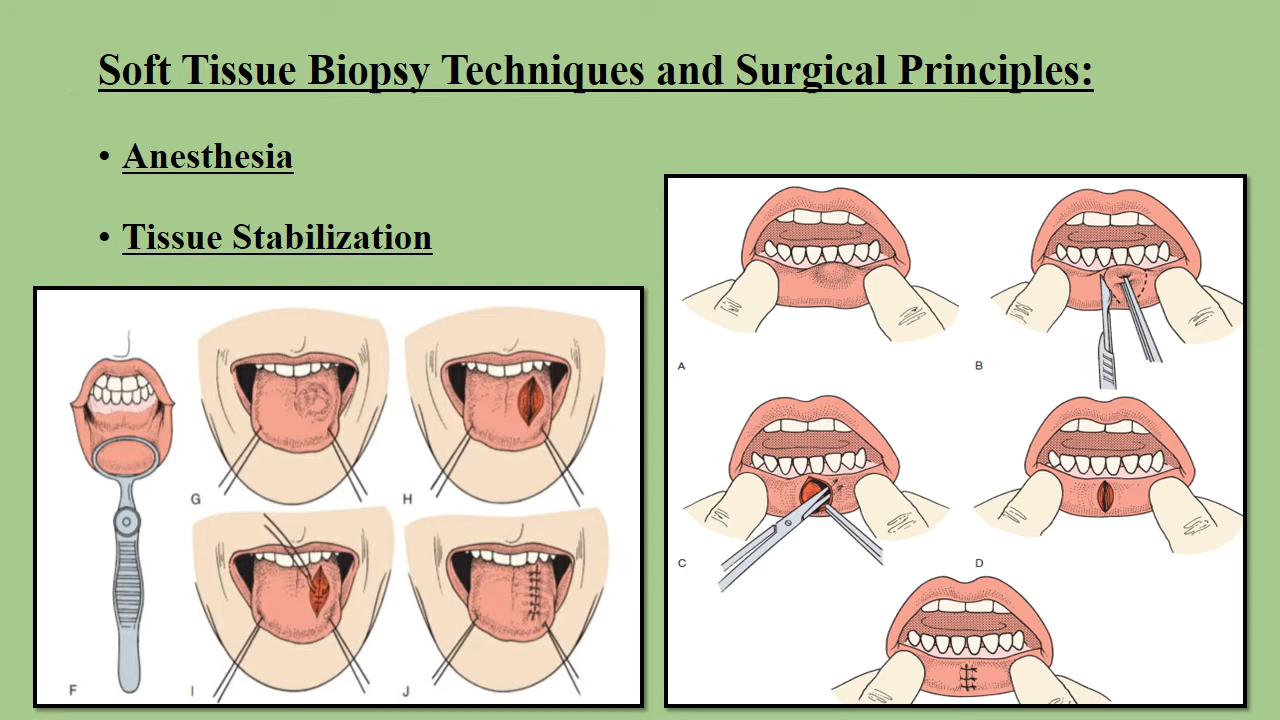 Soft Tissue Biopsy Techniques and Surgical Principles:
• Anesthesia
• Tissue Stabilization
G
H
F
I
J
A
B
C
D